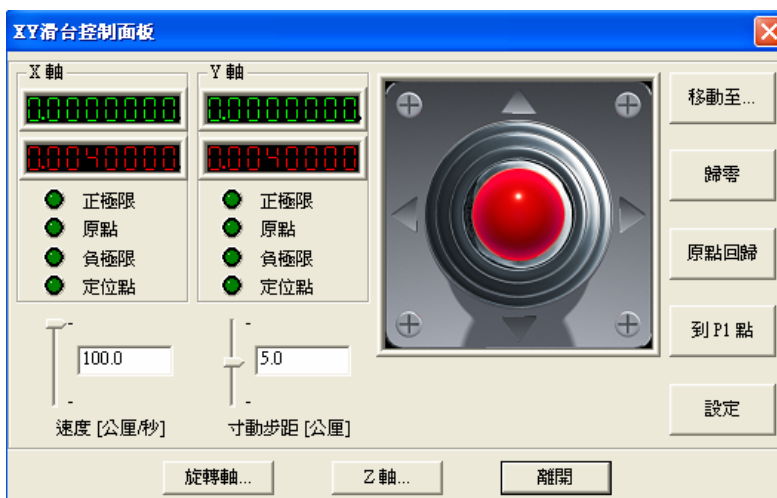 XY滑台控制面板
X 軸
Y 軸
0.0000000
0.0000000
0.0040000
0.0040000
正極限
正極限
原點
原點
負極限
負極限
定位點
定位點
100.0
5.0
速度 [公厘/秒]
寸動步距 [公厘]
移動至...
歸零
原點回歸
到 P1 點
設定
旋轉軸...
Z 軸...
離開